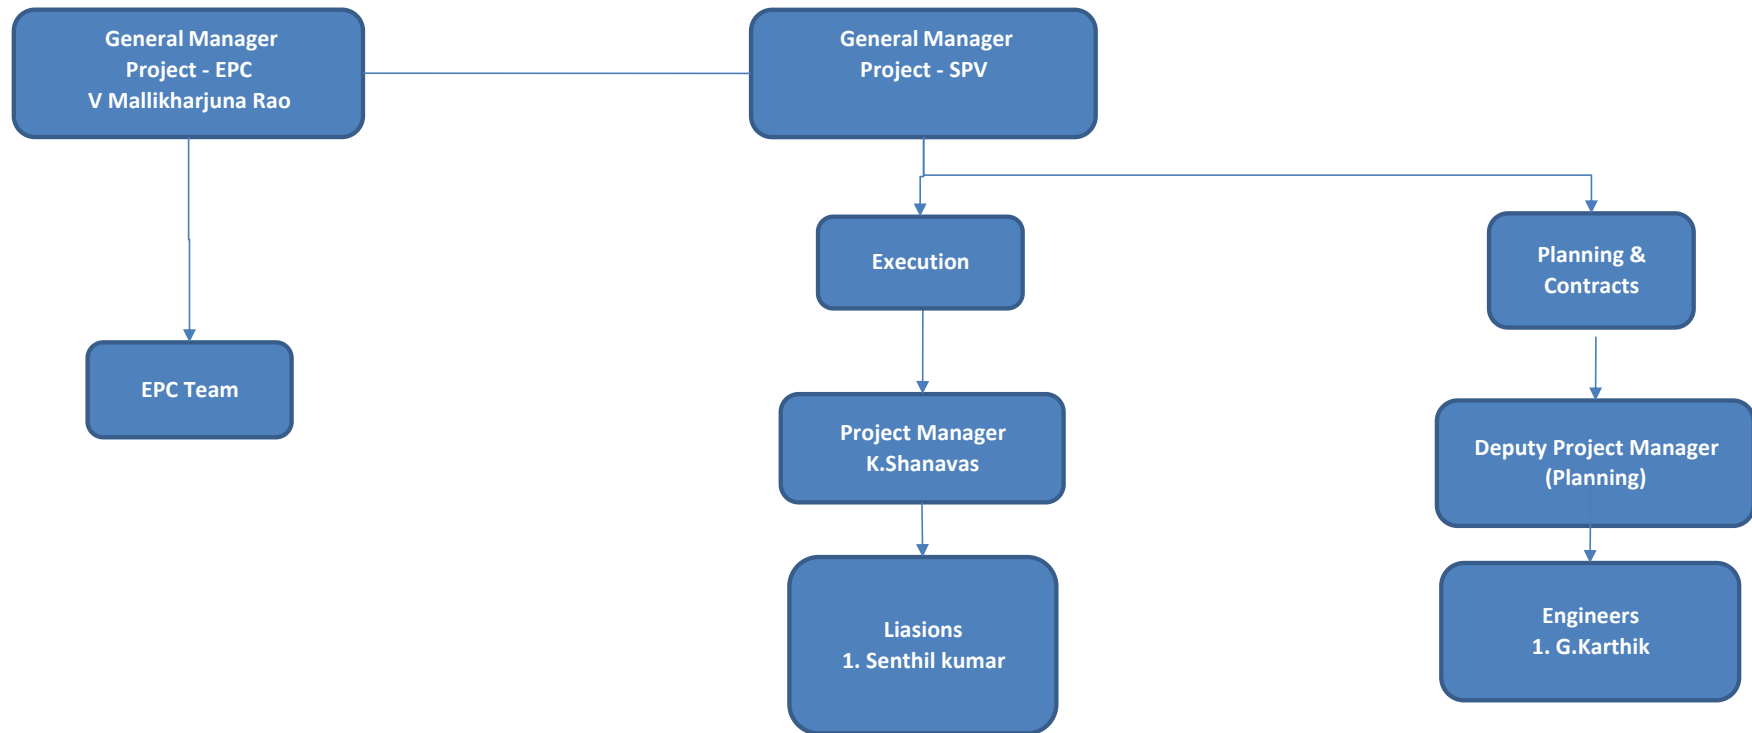 General Manager
Project - EPC
V Mallikharjuna Rao
General Manager
Project - SPV
Execution
Planning &
Contracts
EPC Team
Project Manager
K.Shanavas
Deputy Project Manager
(Planning)
Liasions
1. Senthil kumar
Engineers
1. G.Karthik